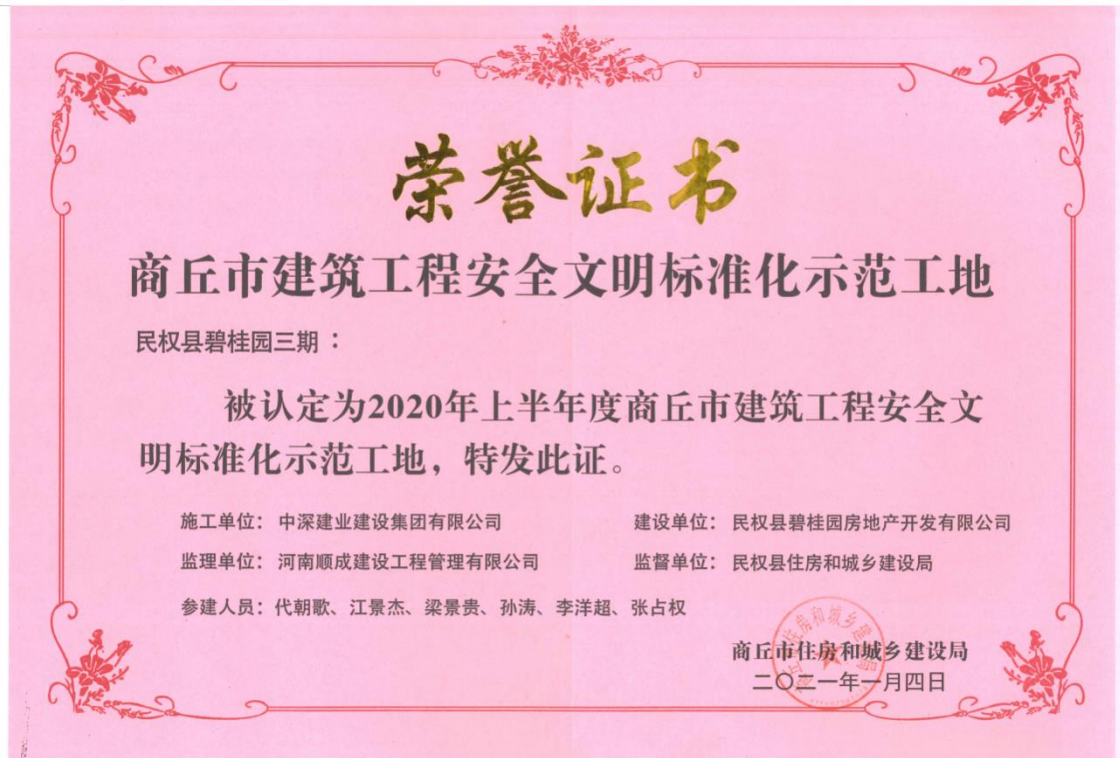 荣誉证书
商丘市建筑工程安全文明标准化示范工地
民权县碧桂园三期：
被认定为2020年上半年度商丘市建筑工程安全文
明标准化示范工地，特发此证。
施工单位：中深建业建设集团有限公司 建设单位：民权县碧桂园房地产开发有限公司
监理单位：河南顺成建设工程管理有限公司 监督单位：民权县住房和城乡建设局
参建人员：代朝歌、江景杰、梁景贵、孙涛、李洋超、张占权
商丘市住房和城乡建设局
二〇二一年一月四日